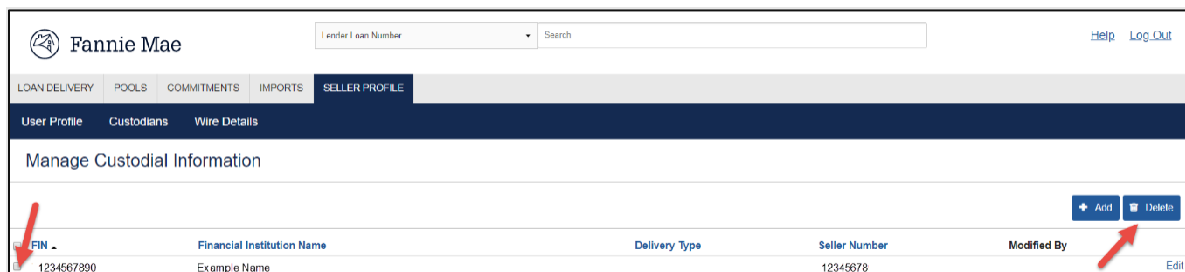 Fannie Mae
Lender Loan Number Search
Help Log Out
LOAN DELIVERY POOLS COMMITMENTS IMPORTS SELLER PROFILE
User Profile Custodians Wire Details
Manage Custodial Information
Add Delete
FIN Financial Institution Name Delivery Type Seller Number Modified By
1234567890 Example Name 12345678 Edit